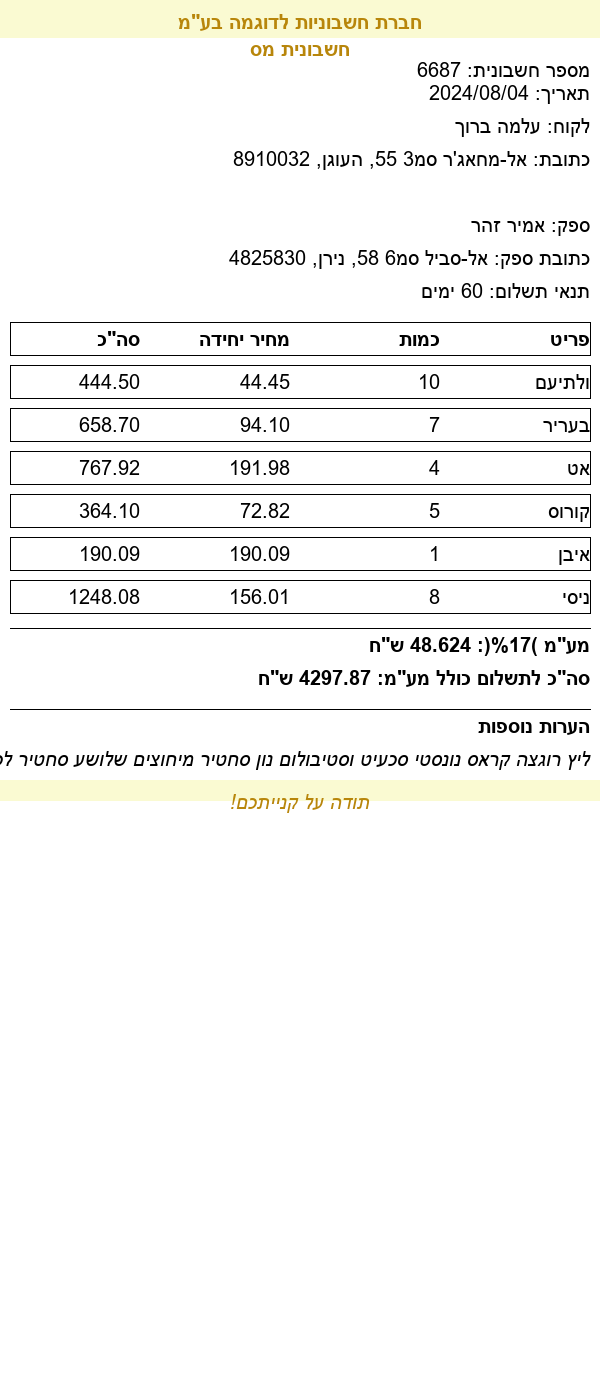 חברת חשבוניות לדוגמה בע"מ
חשבונית מס
מספר חשבונית: 6687
תאריך: 2024/08/04
לקוח: עלמה ברוך
כתובת: אל-מחאג'ר סמ3 55, העוגן, 8910032
ספק: אמיר זהר
כתובת ספק: אל-סביל סמ6 58, נירן, 4825830
תנאי תשלום: 60 ימים
פריט כמות מחיר יחידה סה"כ
ולתיעם 10 44.45 444.50
בעריר 7 94.10 658.70
אט 4 191.98 767.92
קורוס 5 72.82 364.10
איבן 1 190.09 190.09
ניסי 8 156.01 1248.08
מע"מ )17%(: 48.624 ש"ח
סה"כ לתשלום כולל מע"מ: 4297.87 ש"ח
הערות נוספות
ליץ רוגצה קראס נונסטי סכעיט וסטיבולום נון סחטיר מיחוצים שלושע סחטיר
תודה על קנייתכם!